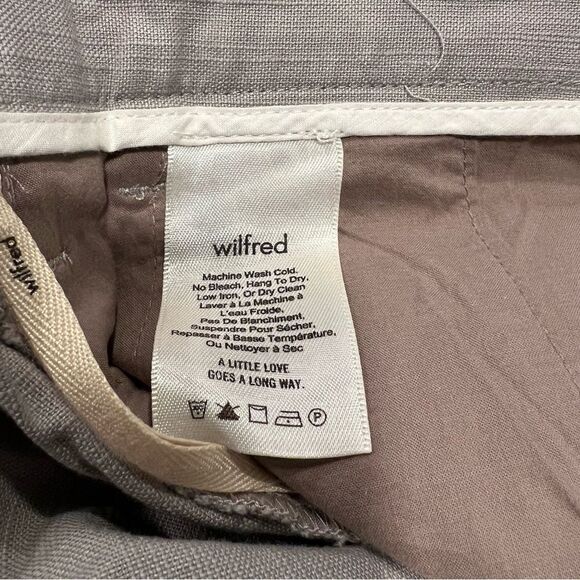 wilfred
Machine Wash Cold.
No Bleach, Hang To Dry.
Low Iron, Or Dry Clean
Laver à La Machine à
L'eau Froide,
Pas De Blanchiment,
Suspendre Pour Sécher,
Repasser à Basse Température,
Ou Nettoyer à Sec
A LITTLE LOVE
GOES A LONG WAY.
P
wilfred